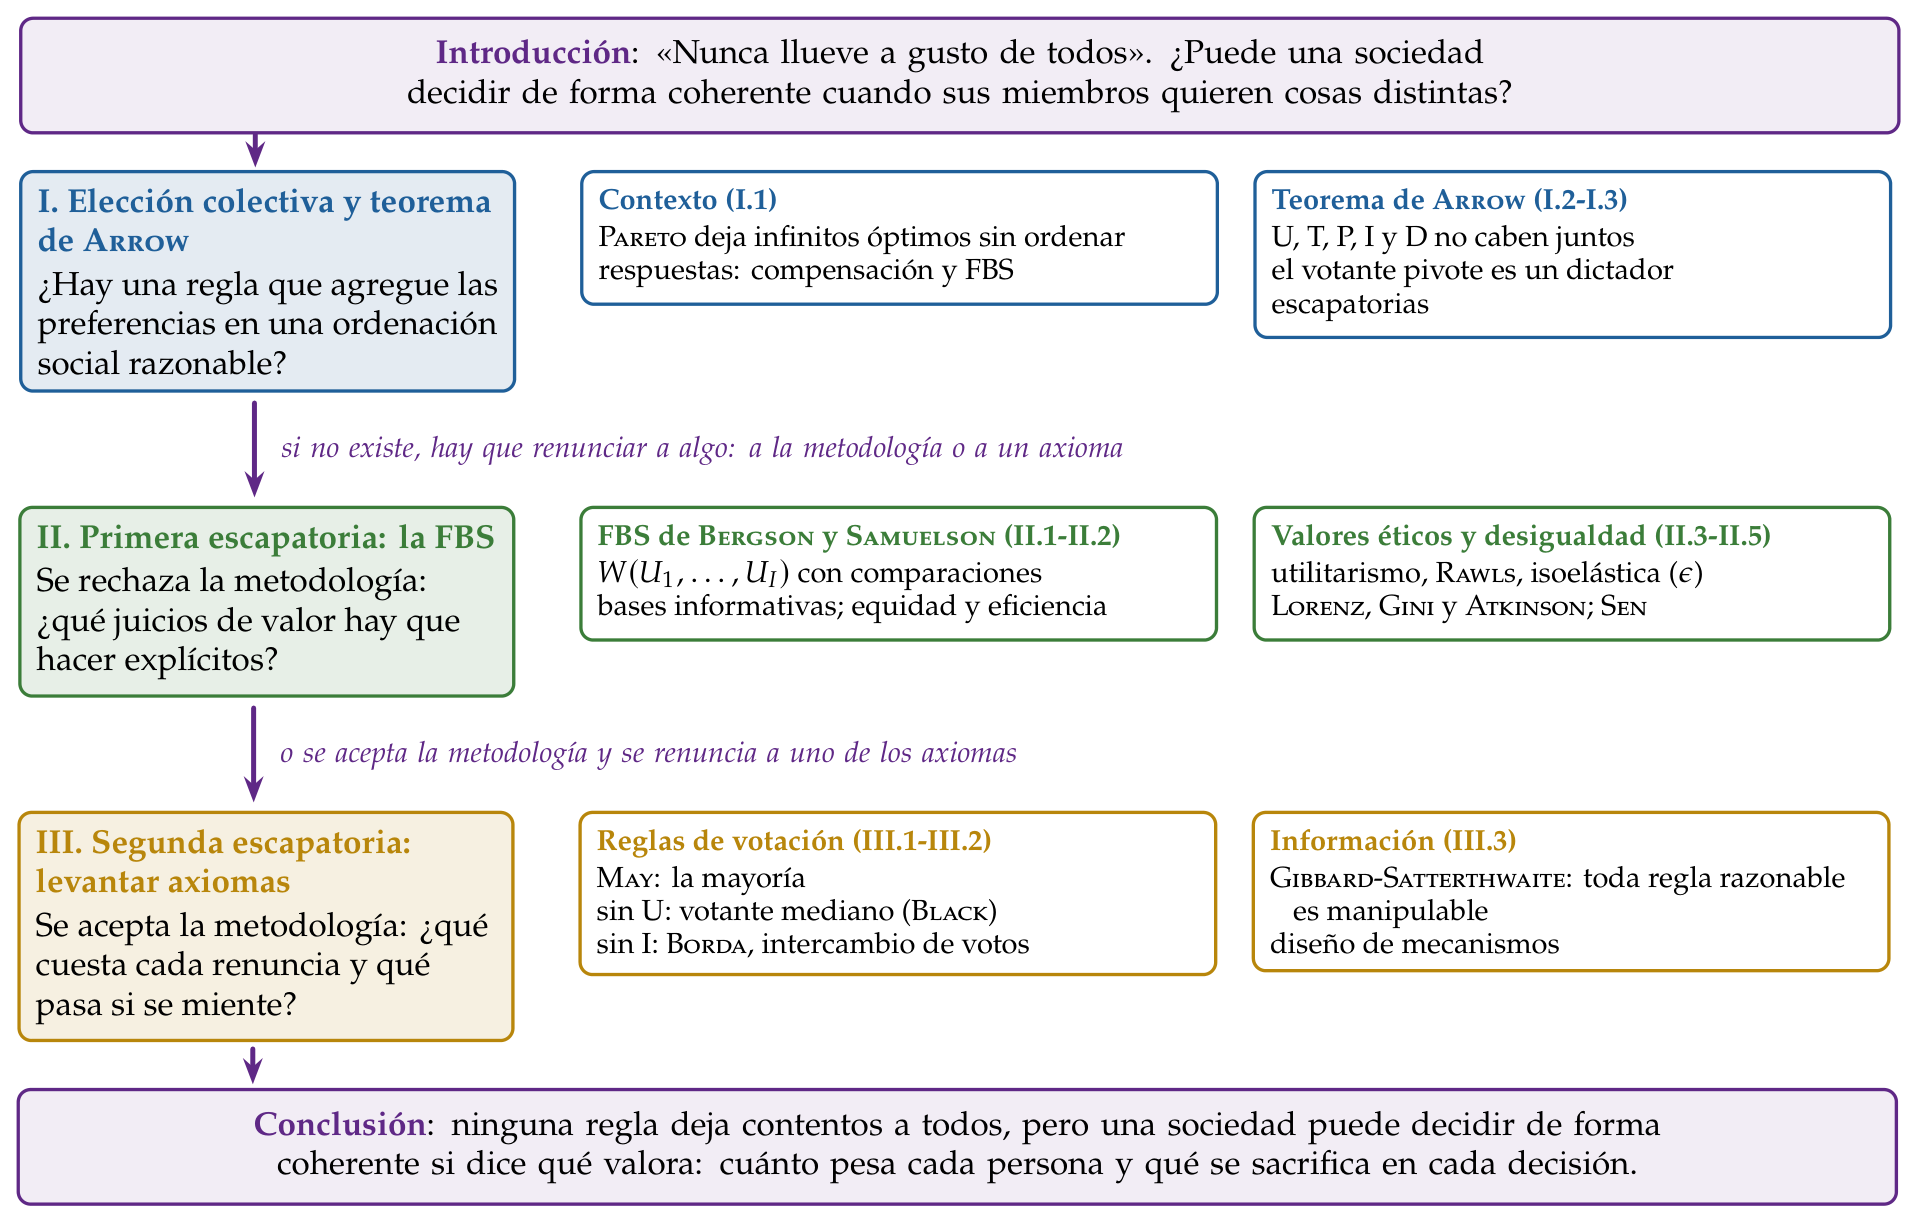 Introducción: «Nunca llueve a gusto de todos». ¿Puede una sociedad
decidir de forma coherente cuando sus miembros quieren cosas distintas?
I. Elección colectiva y teorema
de Arrow
¿Hay una regla que agregue las
preferencias en una ordenación
social razonable?
Contexto (I.1)
Pareto deja infinitos óptimos sin ordenar
respuestas: compensación y FBS
Teorema de Arrow (I.2-I.3)
U, T, P, I y D no caben juntos
el votante pivote es un dictador
escapatorias
si no existe, hay que renunciar a algo: a la metodología o a un axioma
II. Primera escapatoria: la FBS
Se rechaza la metodología:
¿qué juicios de valor hay que
hacer explícitos?
FBS de Bergson y Samuelson (II.1-II.2)
W(U₁, . . . , U_I) con comparaciones
bases informativas; equidad y eficiencia
Valores éticos y desigualdad (II.3-II.5)
utilitarismo, Rawls, isoelástica (ϵ)
Lorenz, Gini y Atkinson; Sen
o se acepta la metodología y se renuncia a uno de los axiomas
III. Segunda escapatoria:
levantar axiomas
Se acepta la metodología: ¿qué
cuesta cada renuncia y qué
pasa si se miente?
Reglas de votación (III.1-III.2)
May: la mayoría
sin U: votante mediano (Black)
sin I: Borda, intercambio de votos
Información (III.3)
Gibbard-Satterthwaite: toda regla razonable
es manipulable
diseño de mecanismos
Conclusión: ninguna regla deja contentos a todos, pero una sociedad puede decidir de forma
coherente si dice qué valora: cuánto pesa cada persona y qué se sacrifica en cada decisión.